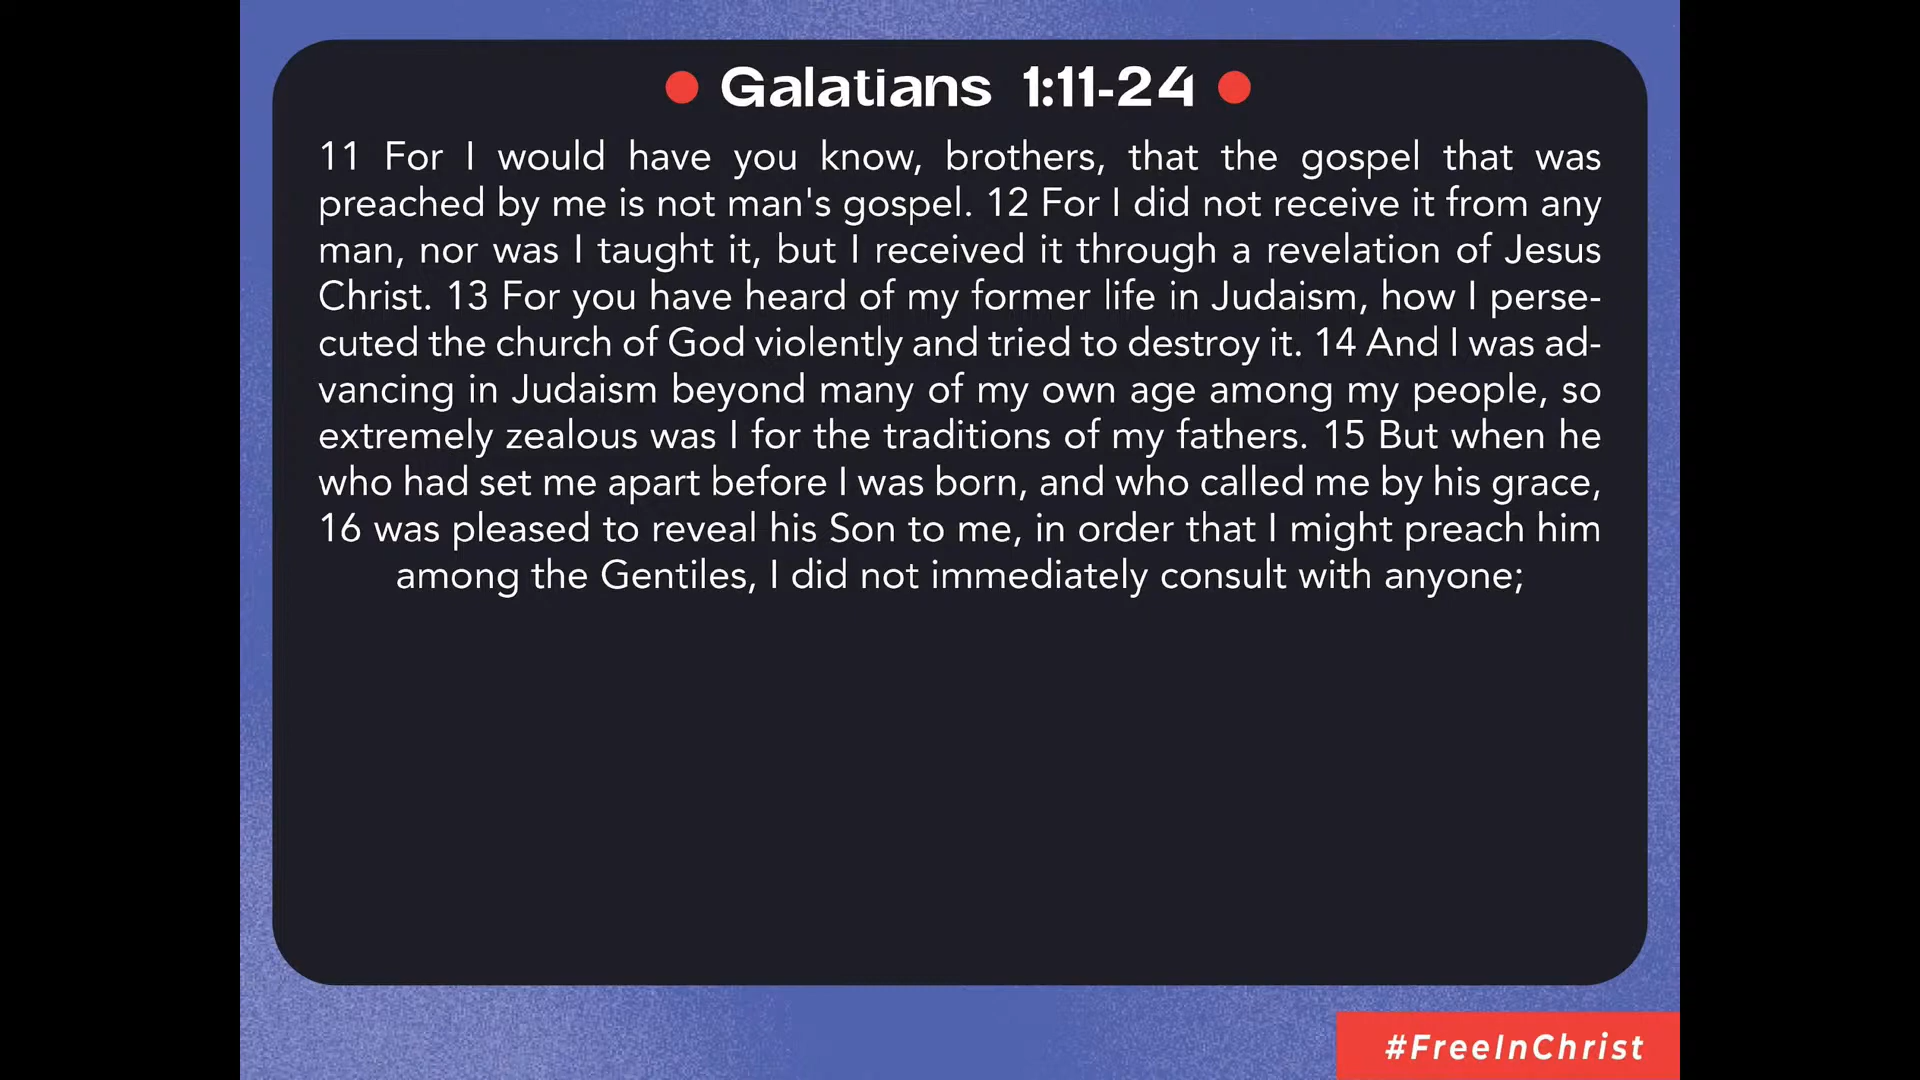 Galatians 1:11-24
11 For I would have you know, brothers, that the gospel that was
preached by me is not man's gospel. 12 For I did not receive it from any
man, nor was I taught it, but I received it through a revelation of Jesus
Christ. 13 For you have heard of my former life in Judaism, how I perse-
cuted the church of God violently and tried to destroy it. 14 And I was ad-
vancing in Judaism beyond many of my own age among my people, so
extremely zealous was I for the traditions of my fathers. 15 But when he
who had set me apart before I was born, and who called me by his grace,
16 was pleased to reveal his Son to me, in order that I might preach him
among the Gentiles, I did not immediately consult with anyone;
#FreeInChrist